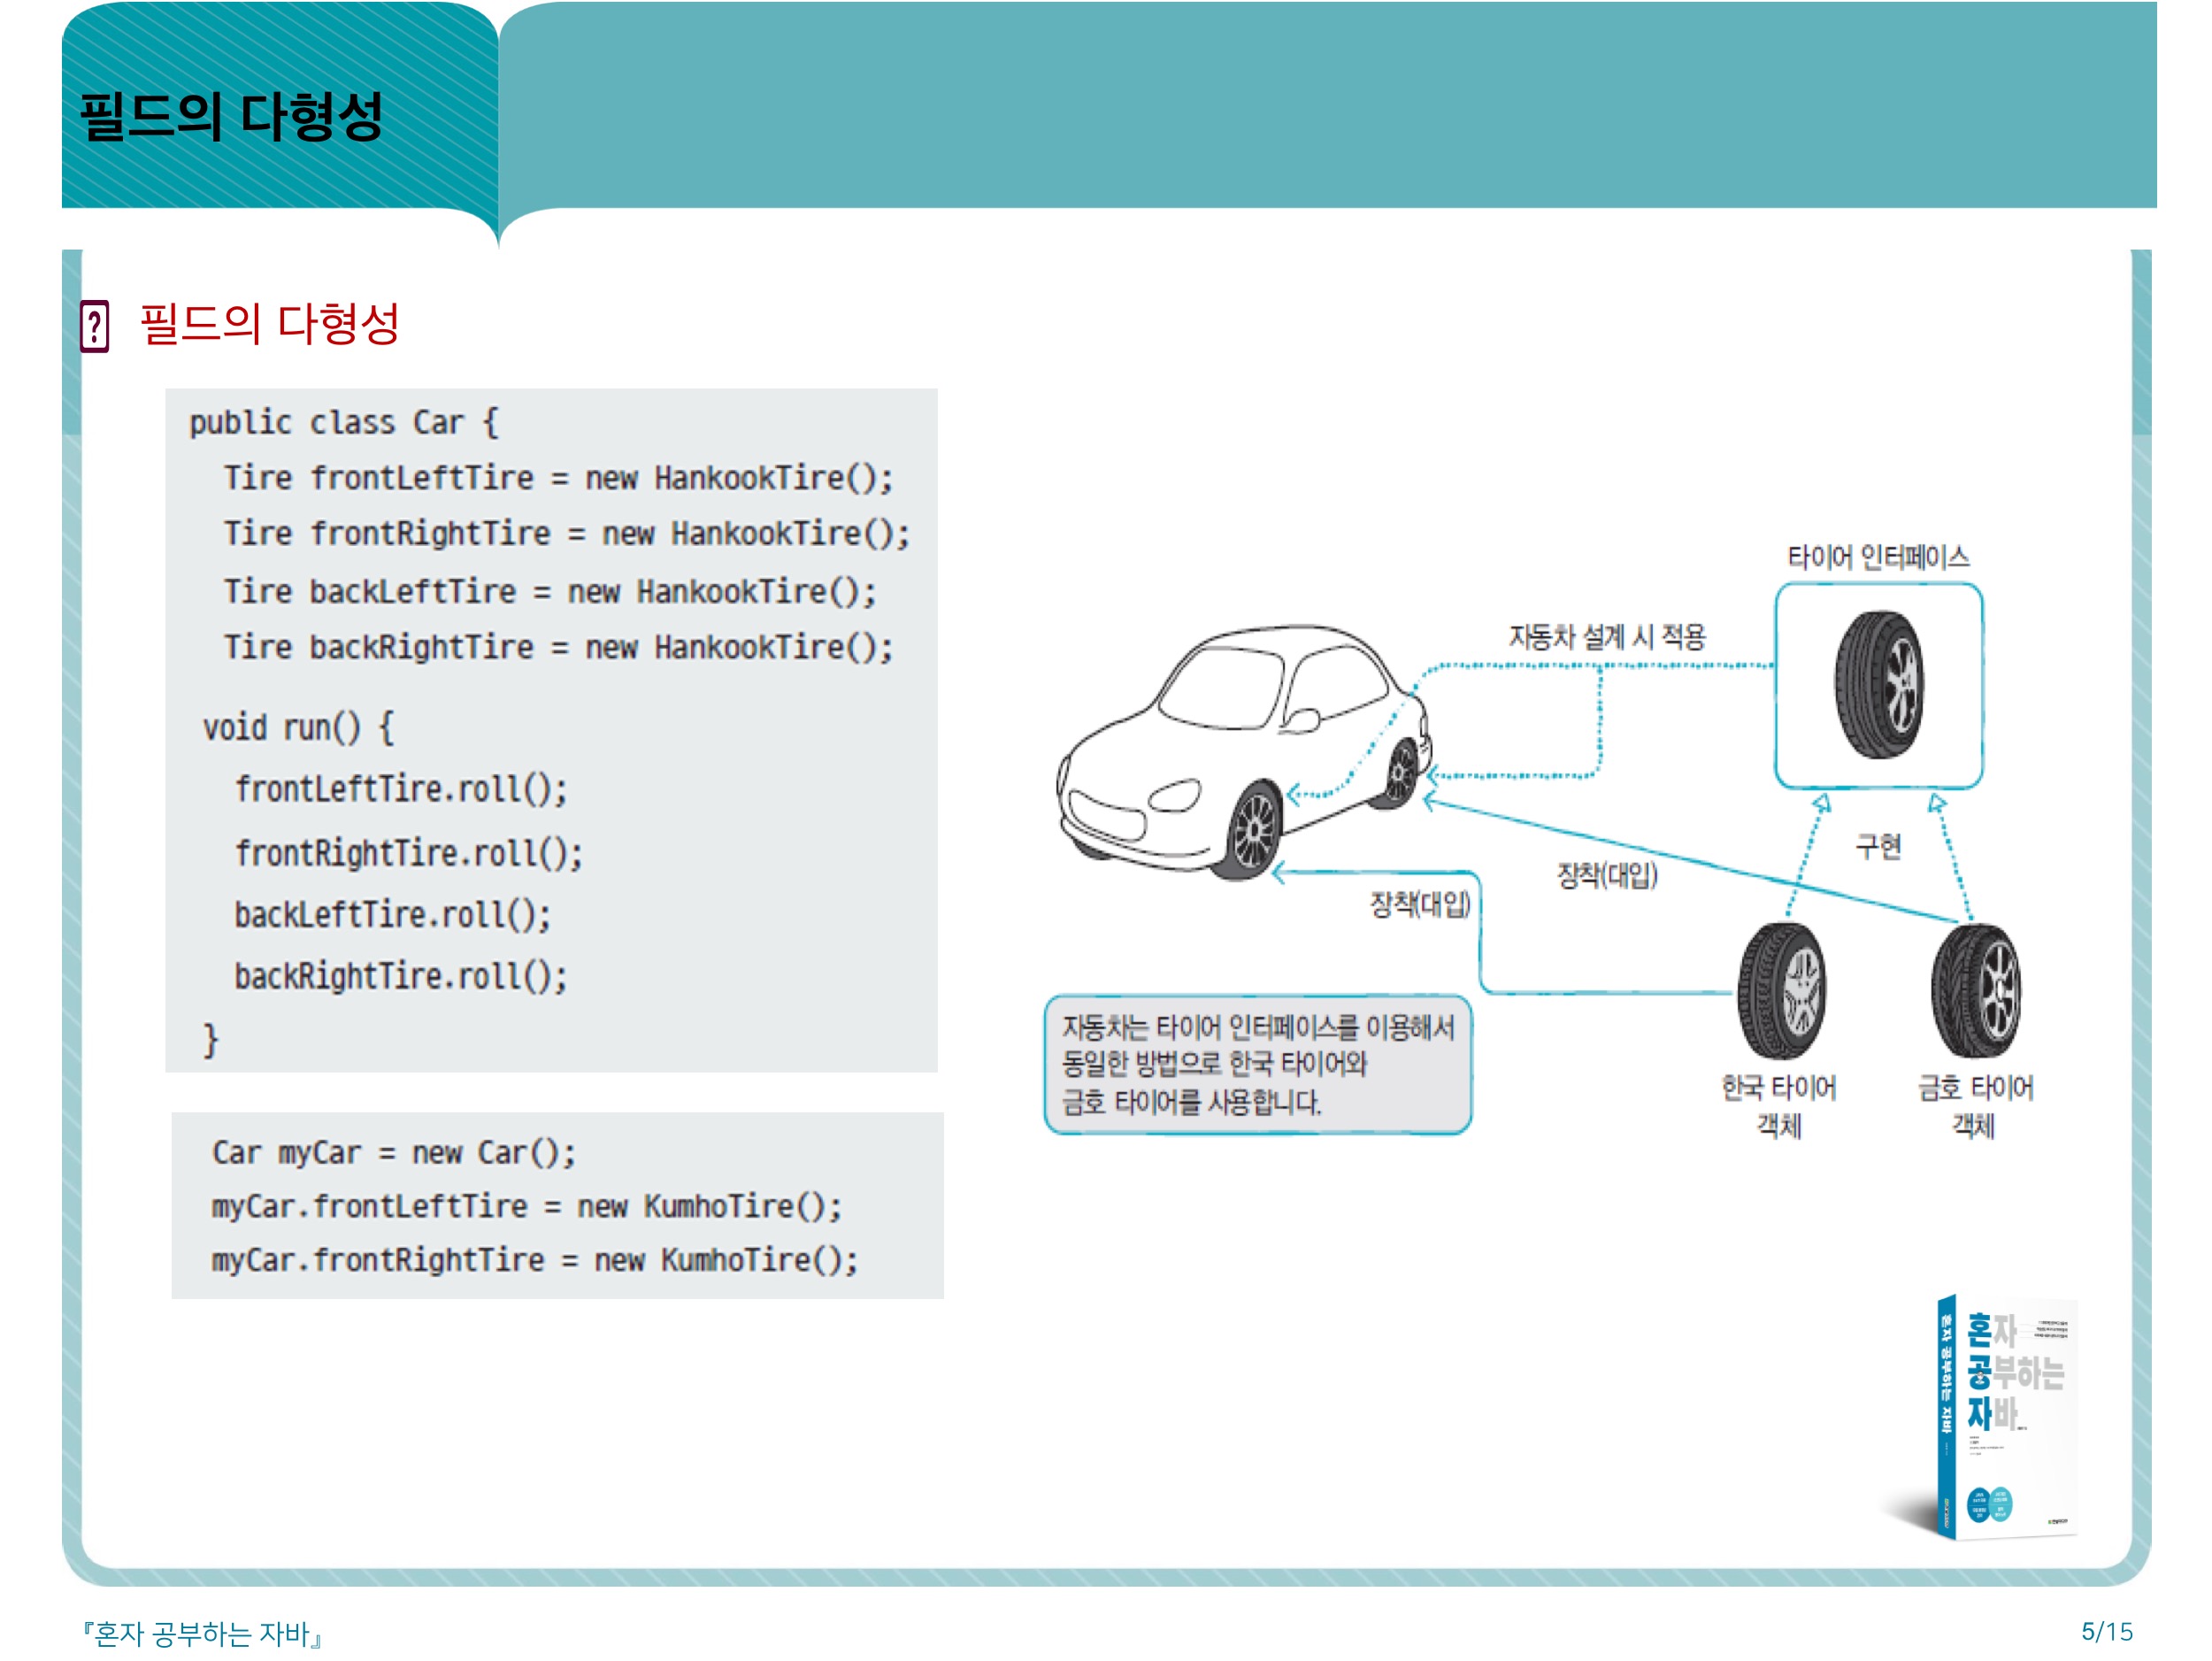 필드의 다형성
필드의 다형성
public class Car {
Tire frontLeftTire = new HankookTire();
Tire frontRightTire = new HankookTire();
Tire backLeftTire = new HankookTire();
Tire backRightTire = new HankookTire();
void run() {
frontLeftTire.roll();
frontRightTire.roll();
backLeftTire.roll();
backRightTire.roll();
}
Car myCar = new Car();
myCar.frontLeftTire = new KumhoTire();
myCar.frontRightTire = new KumhoTire();
타이어 인터페이스
자동차 설계 시 적용
구현
장착(대입)
장착(대입)
자동차는 타이어 인터페이스를 이용해서
동일한 방법으로 한국 타이어와
금호 타이어를 사용합니다.
한국 타이어
객체
금호 타이어
객체
혼자 공부하는 자바
혼자
공부하는
자바
『혼자 공부하는 자바』
5/15